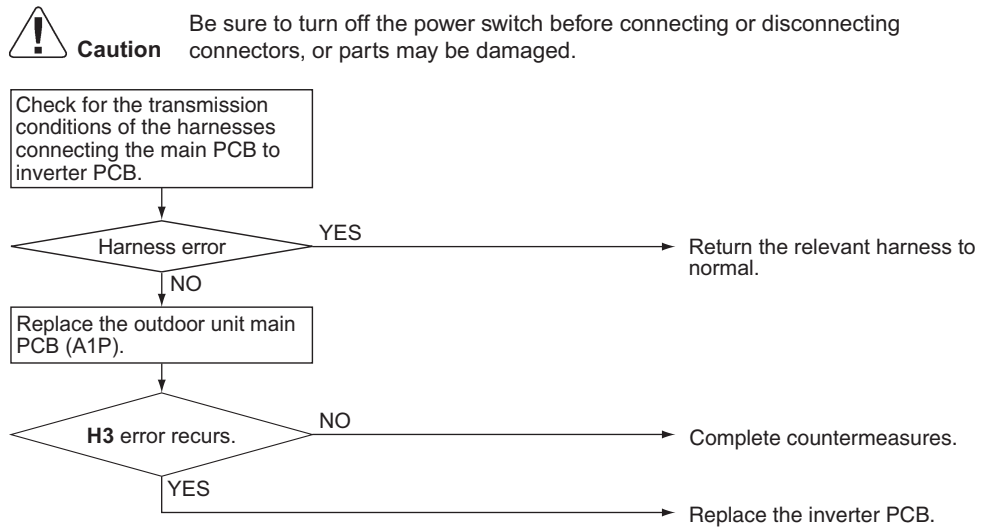 Be sure to turn off the power switch before connecting or disconnecting
Caution connectors, or parts may be damaged.
Check for the transmission
conditions of the harnesses
connecting the main PCB to
inverter PCB.
Harness error
YES
Return the relevant harness to
normal.
NO
Replace the outdoor unit main
PCB (A1P).
H3 error recurs.
NO
Complete countermeasures.
YES
Replace the inverter PCB.